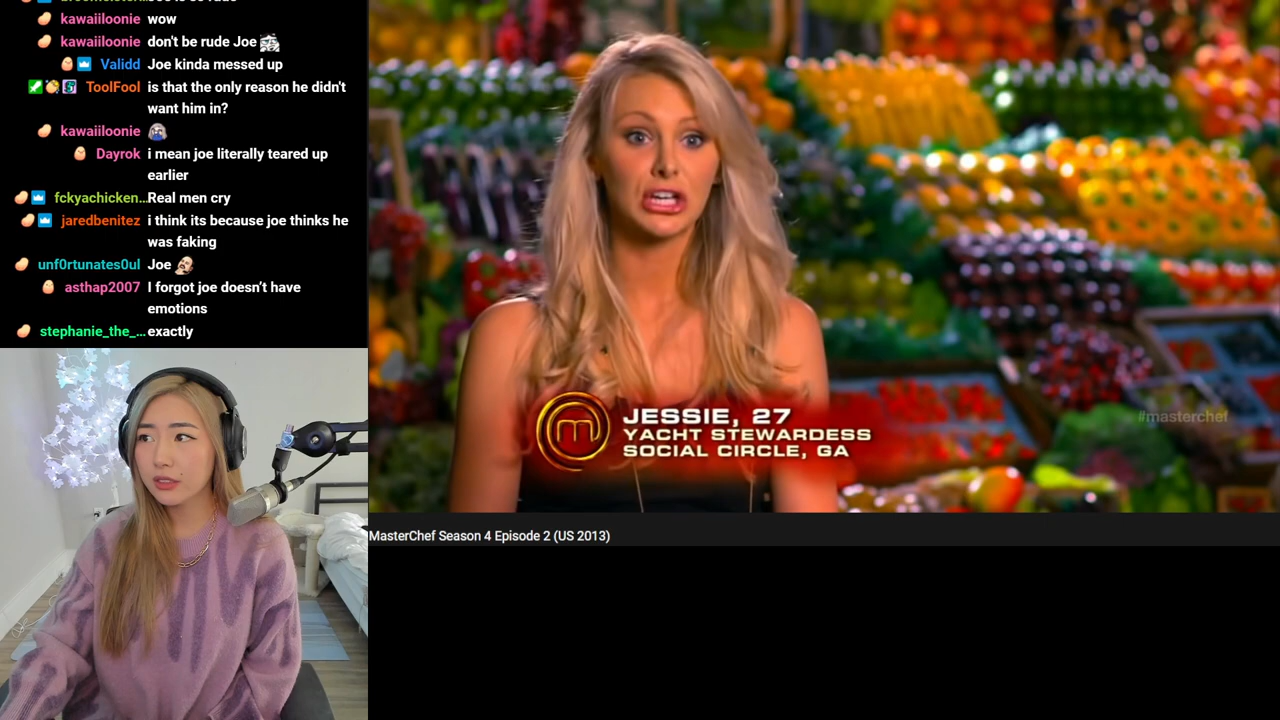 kawaiiloonie wow
kawaiiloonie don't be rude Joe
Validd Joe kinda messed up
ToolFool is that the only reason he didn't
want him in?
kawaiiloonie
Dayrok i mean joe literally teared up
earlier
fckyachicken… Real men cry
jaredbenitez i think its because joe thinks he
was faking
unf0rtunates0ul Joe
asthap2007 I forgot joe doesn't have
emotions
stephanie_the_… exactly
JESSIE, 27
YACHT STEWARDESS
SOCIAL CIRCLE, GA
#masterchef
MasterChef Season 4 Episode 2 (US 2013)